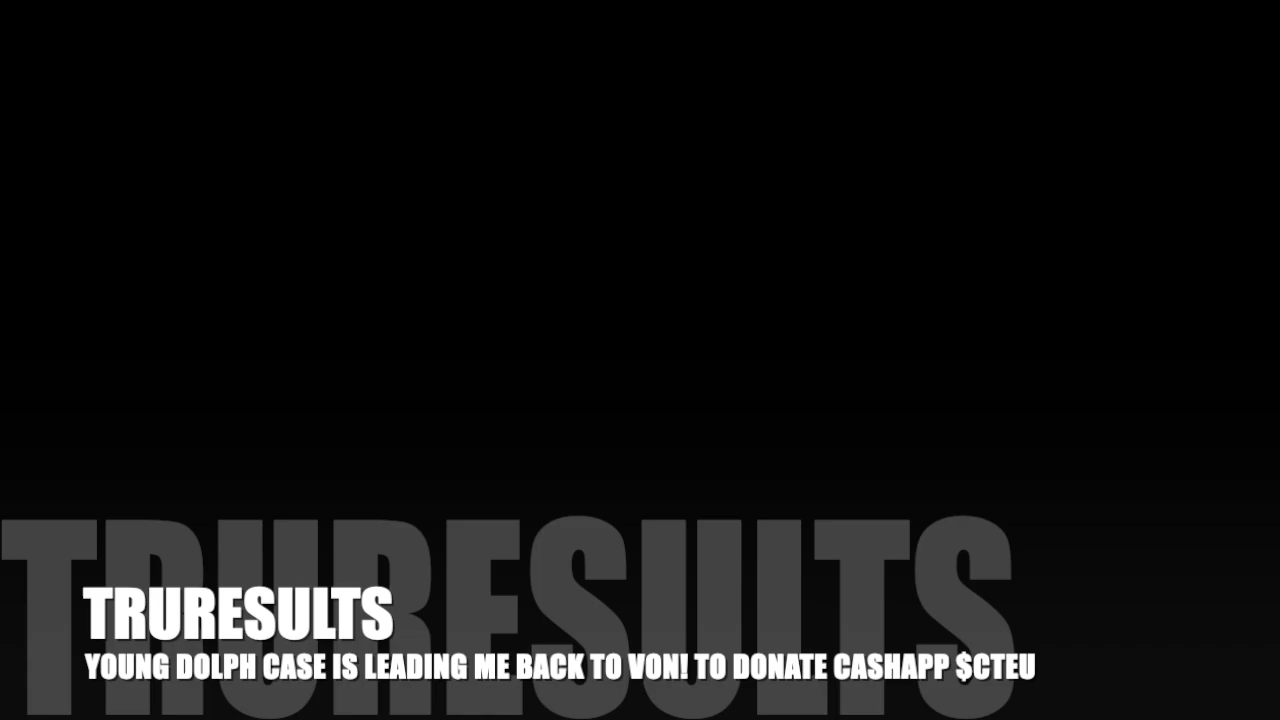 TRURESULTS
TRURESULTS
YOUNG DOLPH CASE IS LEADING ME BACK TO VON! TO DONATE CASHAPP $CTEU